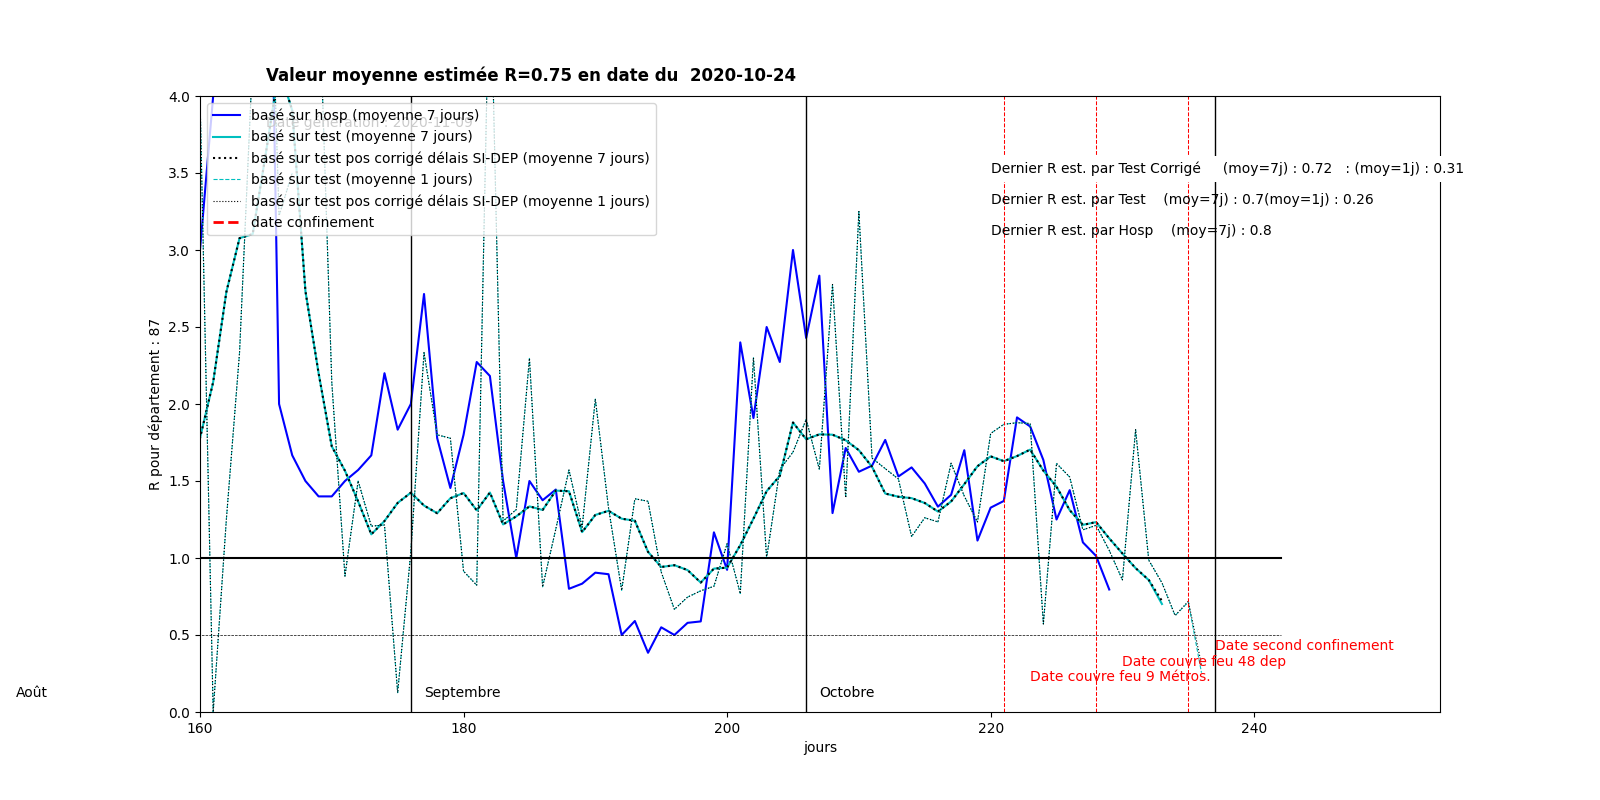 Valeur moyenne estimée R=0.75 en date du 2020-10-24
4.0
3.5
3.0
2.5
2.0
1.5
1.0
0.5
0.0
R pour département : 87
basé sur hosp (moyenne 7 jours)
Date génération : 2020-11-09
basé sur test (moyenne 7 jours)
basé sur test pos corrigé délais SI-DEP (moyenne 7 jours)
basé sur test (moyenne 1 jours)
basé sur test pos corrigé délais SI-DEP (moyenne 1 jours)
date confinement
Dernier R est. par Test Corrigé (moy=7j) : 0.72 : (moy=1j) : 0.31
Dernier R est. par Test (moy=7j) : 0.7(moy=1j) : 0.26
Dernier R est. par Hosp (moy=7j) : 0.8
Date second confinement
Date couvre feu 48 dep
Date couvre feu 9 Métros.
Août
Septembre
Octobre
160
180
200
220
240
jours